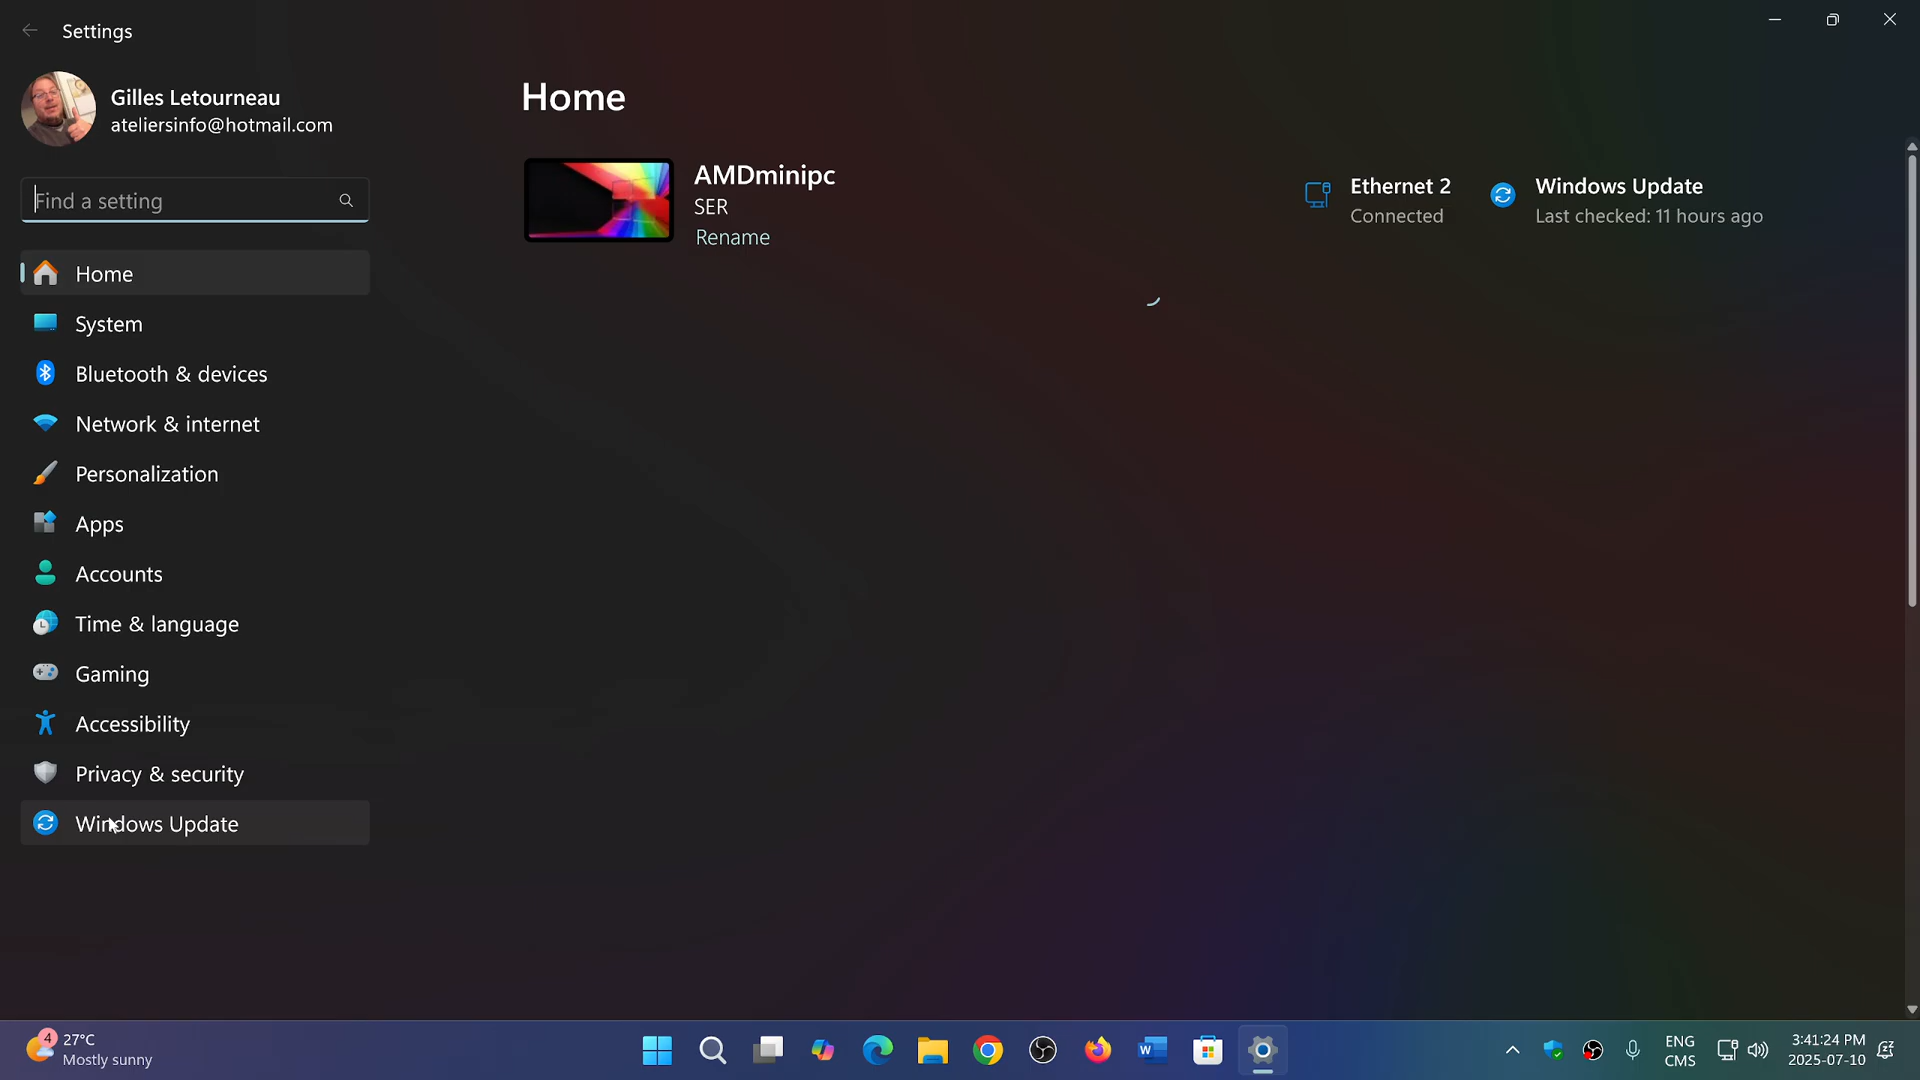 Settings
Gilles Letourneau
ateliersinfo@hotmail.com
Find a setting
Home
System
Bluetooth & devices
Network & internet
Personalization
Apps
Accounts
Time & language
Gaming
Accessibility
Privacy & security
Windows Update
Home
AMDminipc
SER
Rename
Ethernet 2
Connected
Windows Update
Last checked: 11 hours ago
4
27°C
Mostly sunny
W
ENG
CMS
3:41:24 PM
2025-07-10